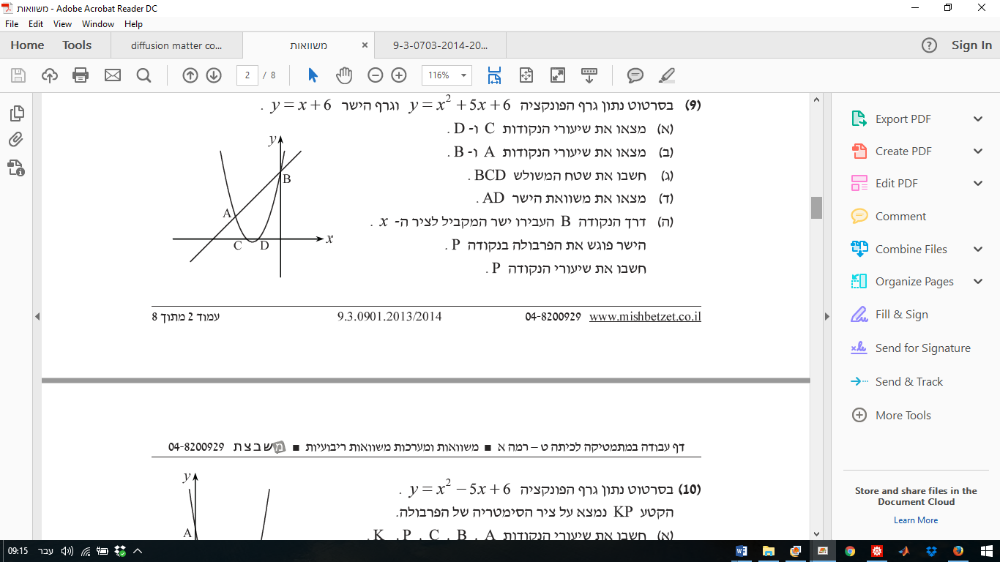 משוואות - Adobe Acrobat Reader DC
File Edit View Window Help
Home Tools diffusion matter co... משוואות × 9-3-0703-2014-20... Sign In
2 / 8 116%
(9) בסרטוט נתון גרף הפונקציה y = x² + 5x + 6 וגרף הישר y = x + 6 .
(א) מצאו את שיעורי הנקודות C ו- D .
(ב) מצאו את שיעורי הנקודות A ו- B .
(ג) חשבו את שטח המשולש BCD .
(ד) מצאו את משוואת הישר AD .
(ה) דרך הנקודה B העבירו ישר המקביל לציר ה- x .
הישר פוגש את הפרבולה בנקודה P .
חשבו את שיעורי הנקודה P .
y
B
A
C D x
עמוד 2 מתוך 8 9.3.0901.2013/2014 04-8200929 www.mishbetzet.co.il
דף עבודה במתמטיקה לכיתה ט – רמה א ■ משוואות ומערכות משוואות ריבועיות ■ משבצת 04-8200929
(10) בסרטוט נתון גרף הפונקציה y = x² − 5x + 6 .
הקטע KP נמצא על ציר הסימטריה של הפרבולה.
(א) חשבו את שיעורי הנקודות A , B , C , P , K .
y
A
Export PDF
Create PDF
Edit PDF
Comment
Combine Files
Organize Pages
Fill & Sign
Send for Signature
Send & Track
More Tools
Store and share files in the
Document Cloud
Learn More
09:15 עבר